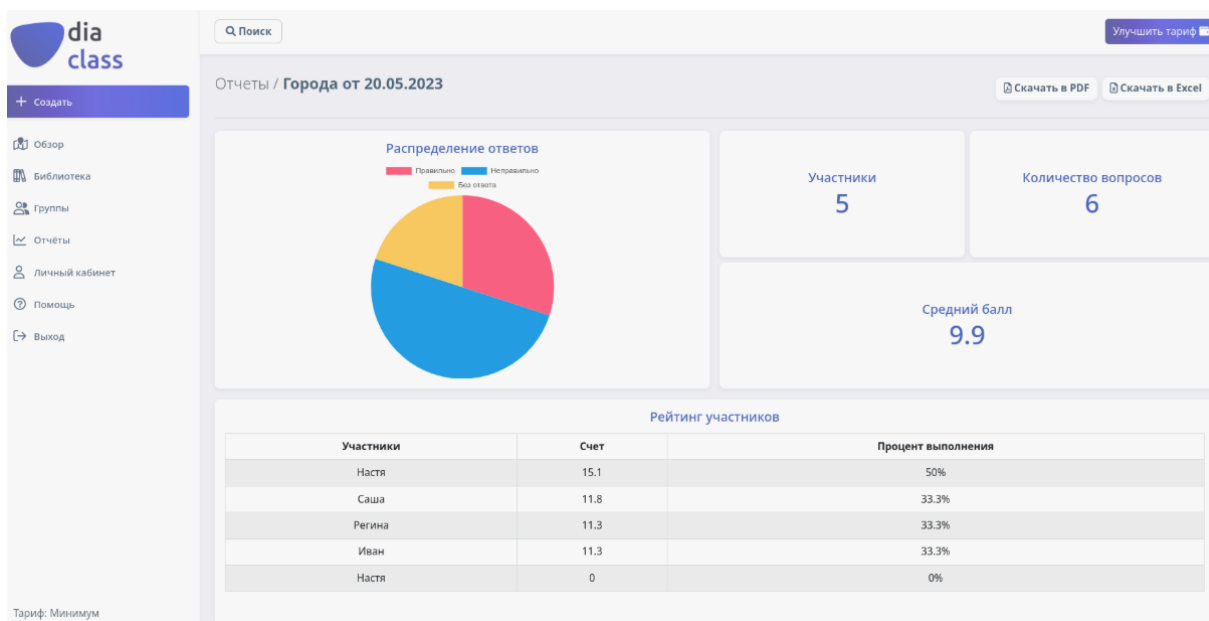 dia
class
Поиск
Улучшить тариф
+ Создать
Обзор
Библиотека
Группы
Отчёты
Личный кабинет
Помощь
Выход
Тариф: Минимум
Отчеты / Города от 20.05.2023
Скачать в PDF
Скачать в Excel
Распределение ответов
Правильно Неправильно
Без ответа
Участники
5
Количество вопросов
6
Средний балл
9.9
Рейтинг участников
Участники Счет Процент выполнения
Настя 15.1 50%
Саша 11.8 33.3%
Регина 11.3 33.3%
Иван 11.3 33.3%
Настя 0 0%